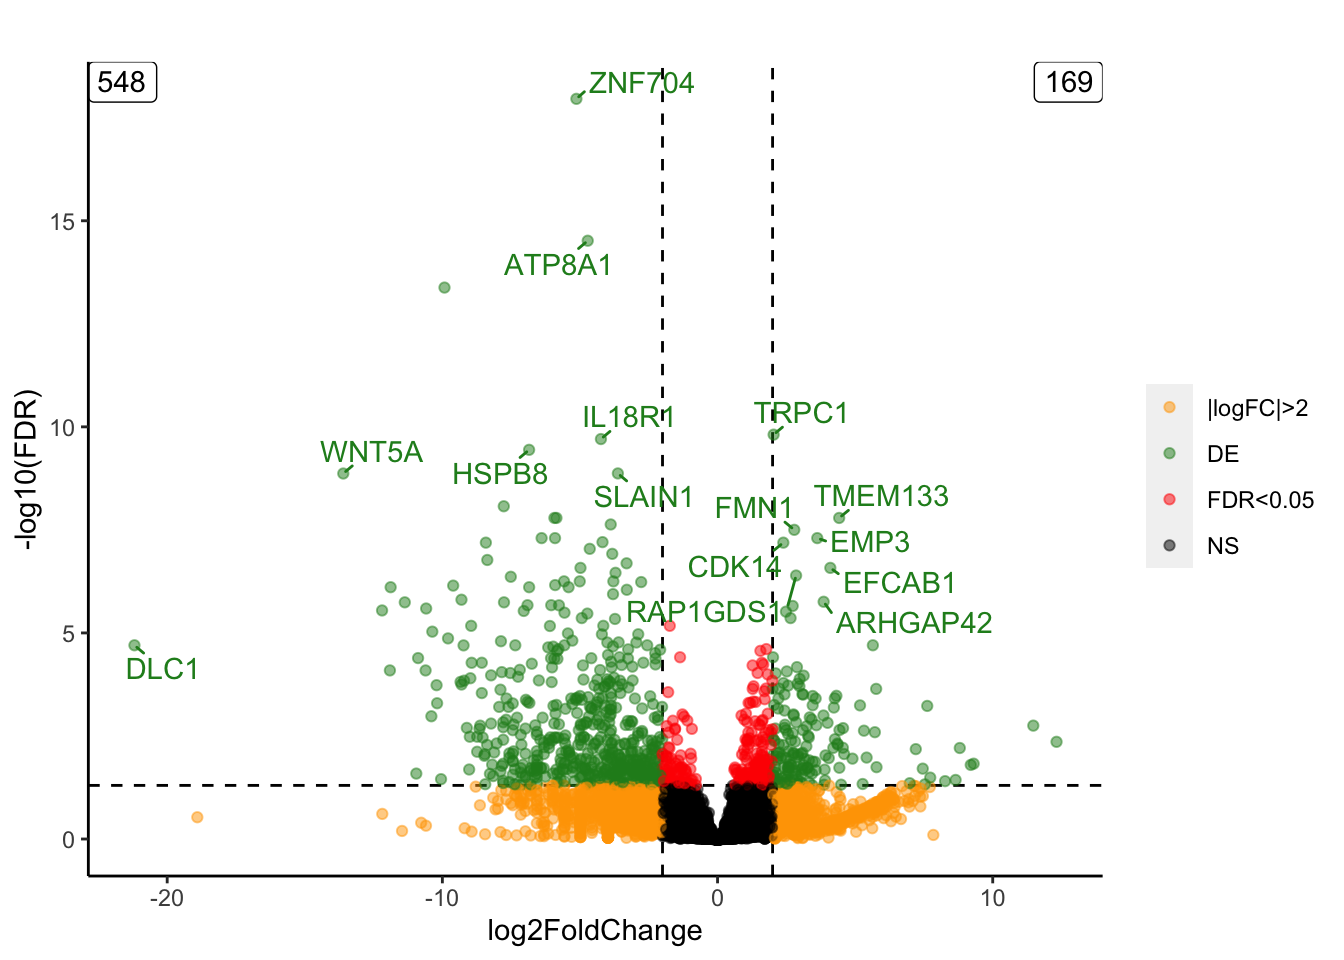 548
ZNF704
169
15
ATP8A1
-log10(FDR)
10
IL18R1
TRPC1
WNT5A
HSPB8
SLAIN1
FMN1
TMEM133
EMP3
CDK14
EFCAB1
RAP1GDS1
ARHGAP42
5
DLC1
0
-20
-10
0
10
log2FoldChange
|logFC|>2
DE
FDR<0.05
NS